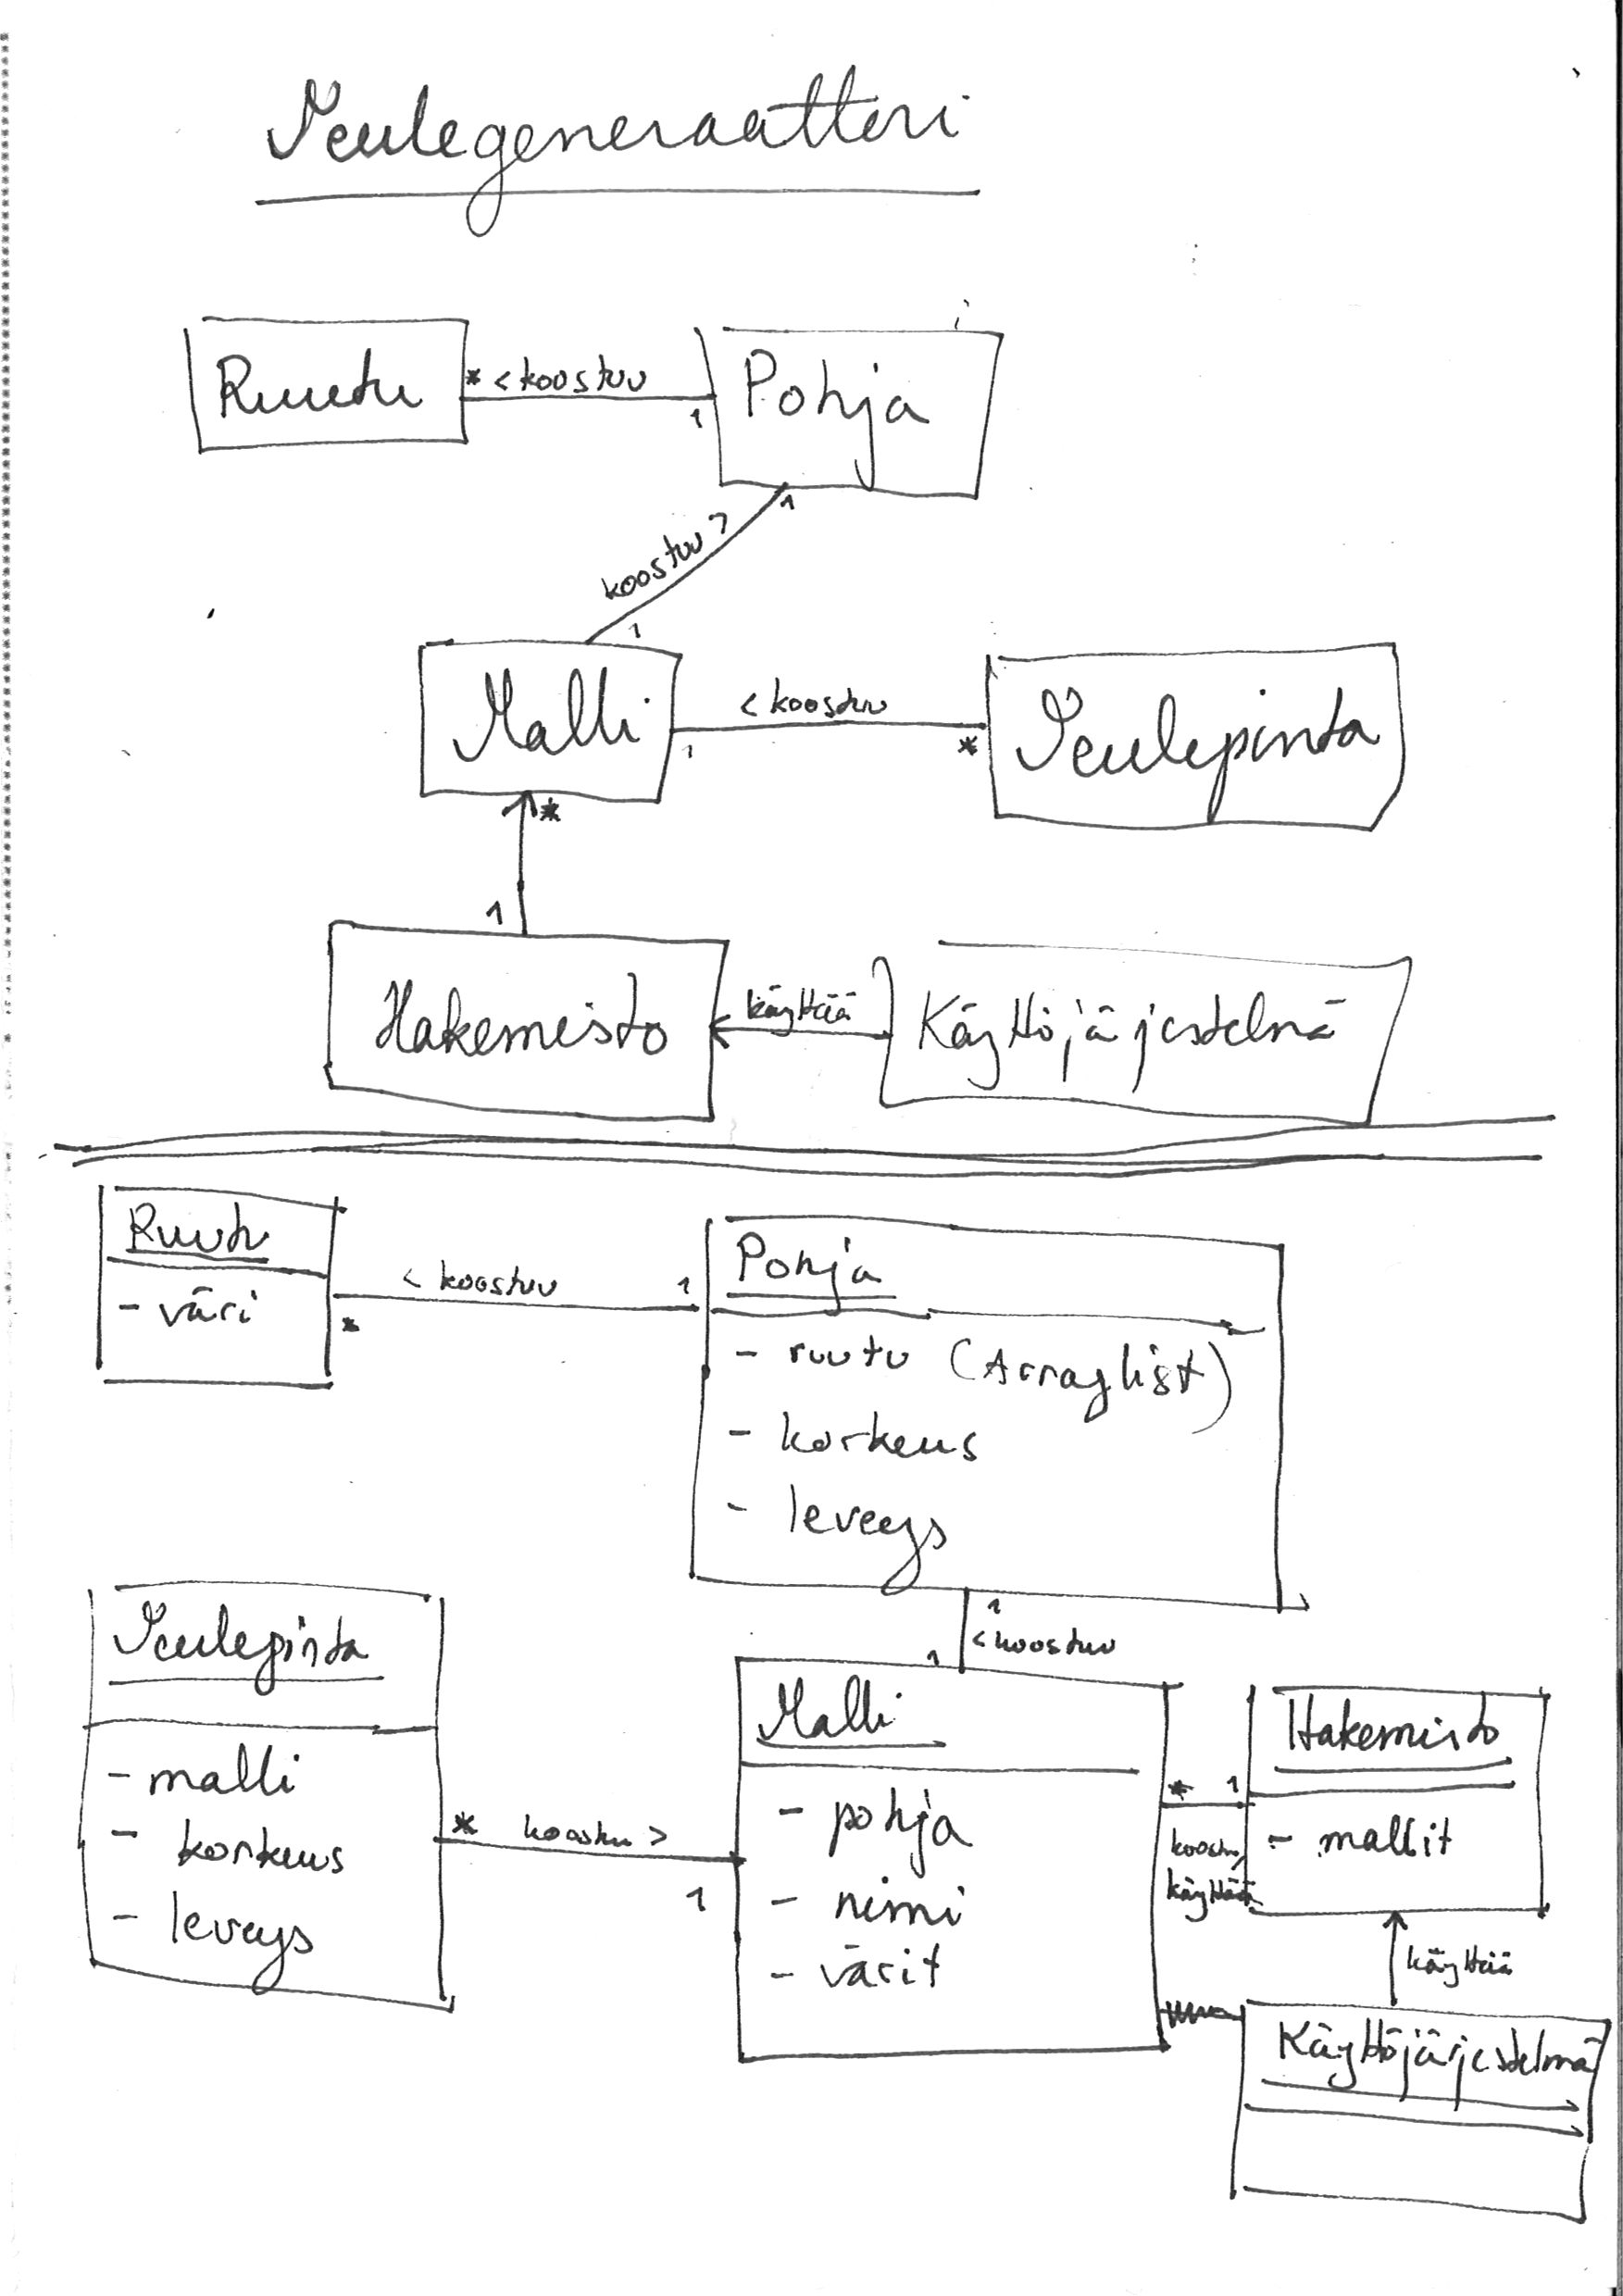 Neulegeneraattori
Ruutu
* < koostuu
1
Pohja
1
koostuu >
1
Malli
< koostuu
1
*
Neulepinta
*
1
Hakemisto
käyttää
Käyttöjärjestelmä
Ruutu
- väri
< koostuu
1
*
Pohja
- ruutu (Arraylist)
- korkeus
- leveys
1
< koostuu
1
Neulepinta
- malli
- korkeus
- leveys
* koostuu >
1
Malli
- pohja
- nimi
- värit
* 1
koostuu
käyttää
Hakemisto
- mallit
käyttää
Käyttöjärjestelmä